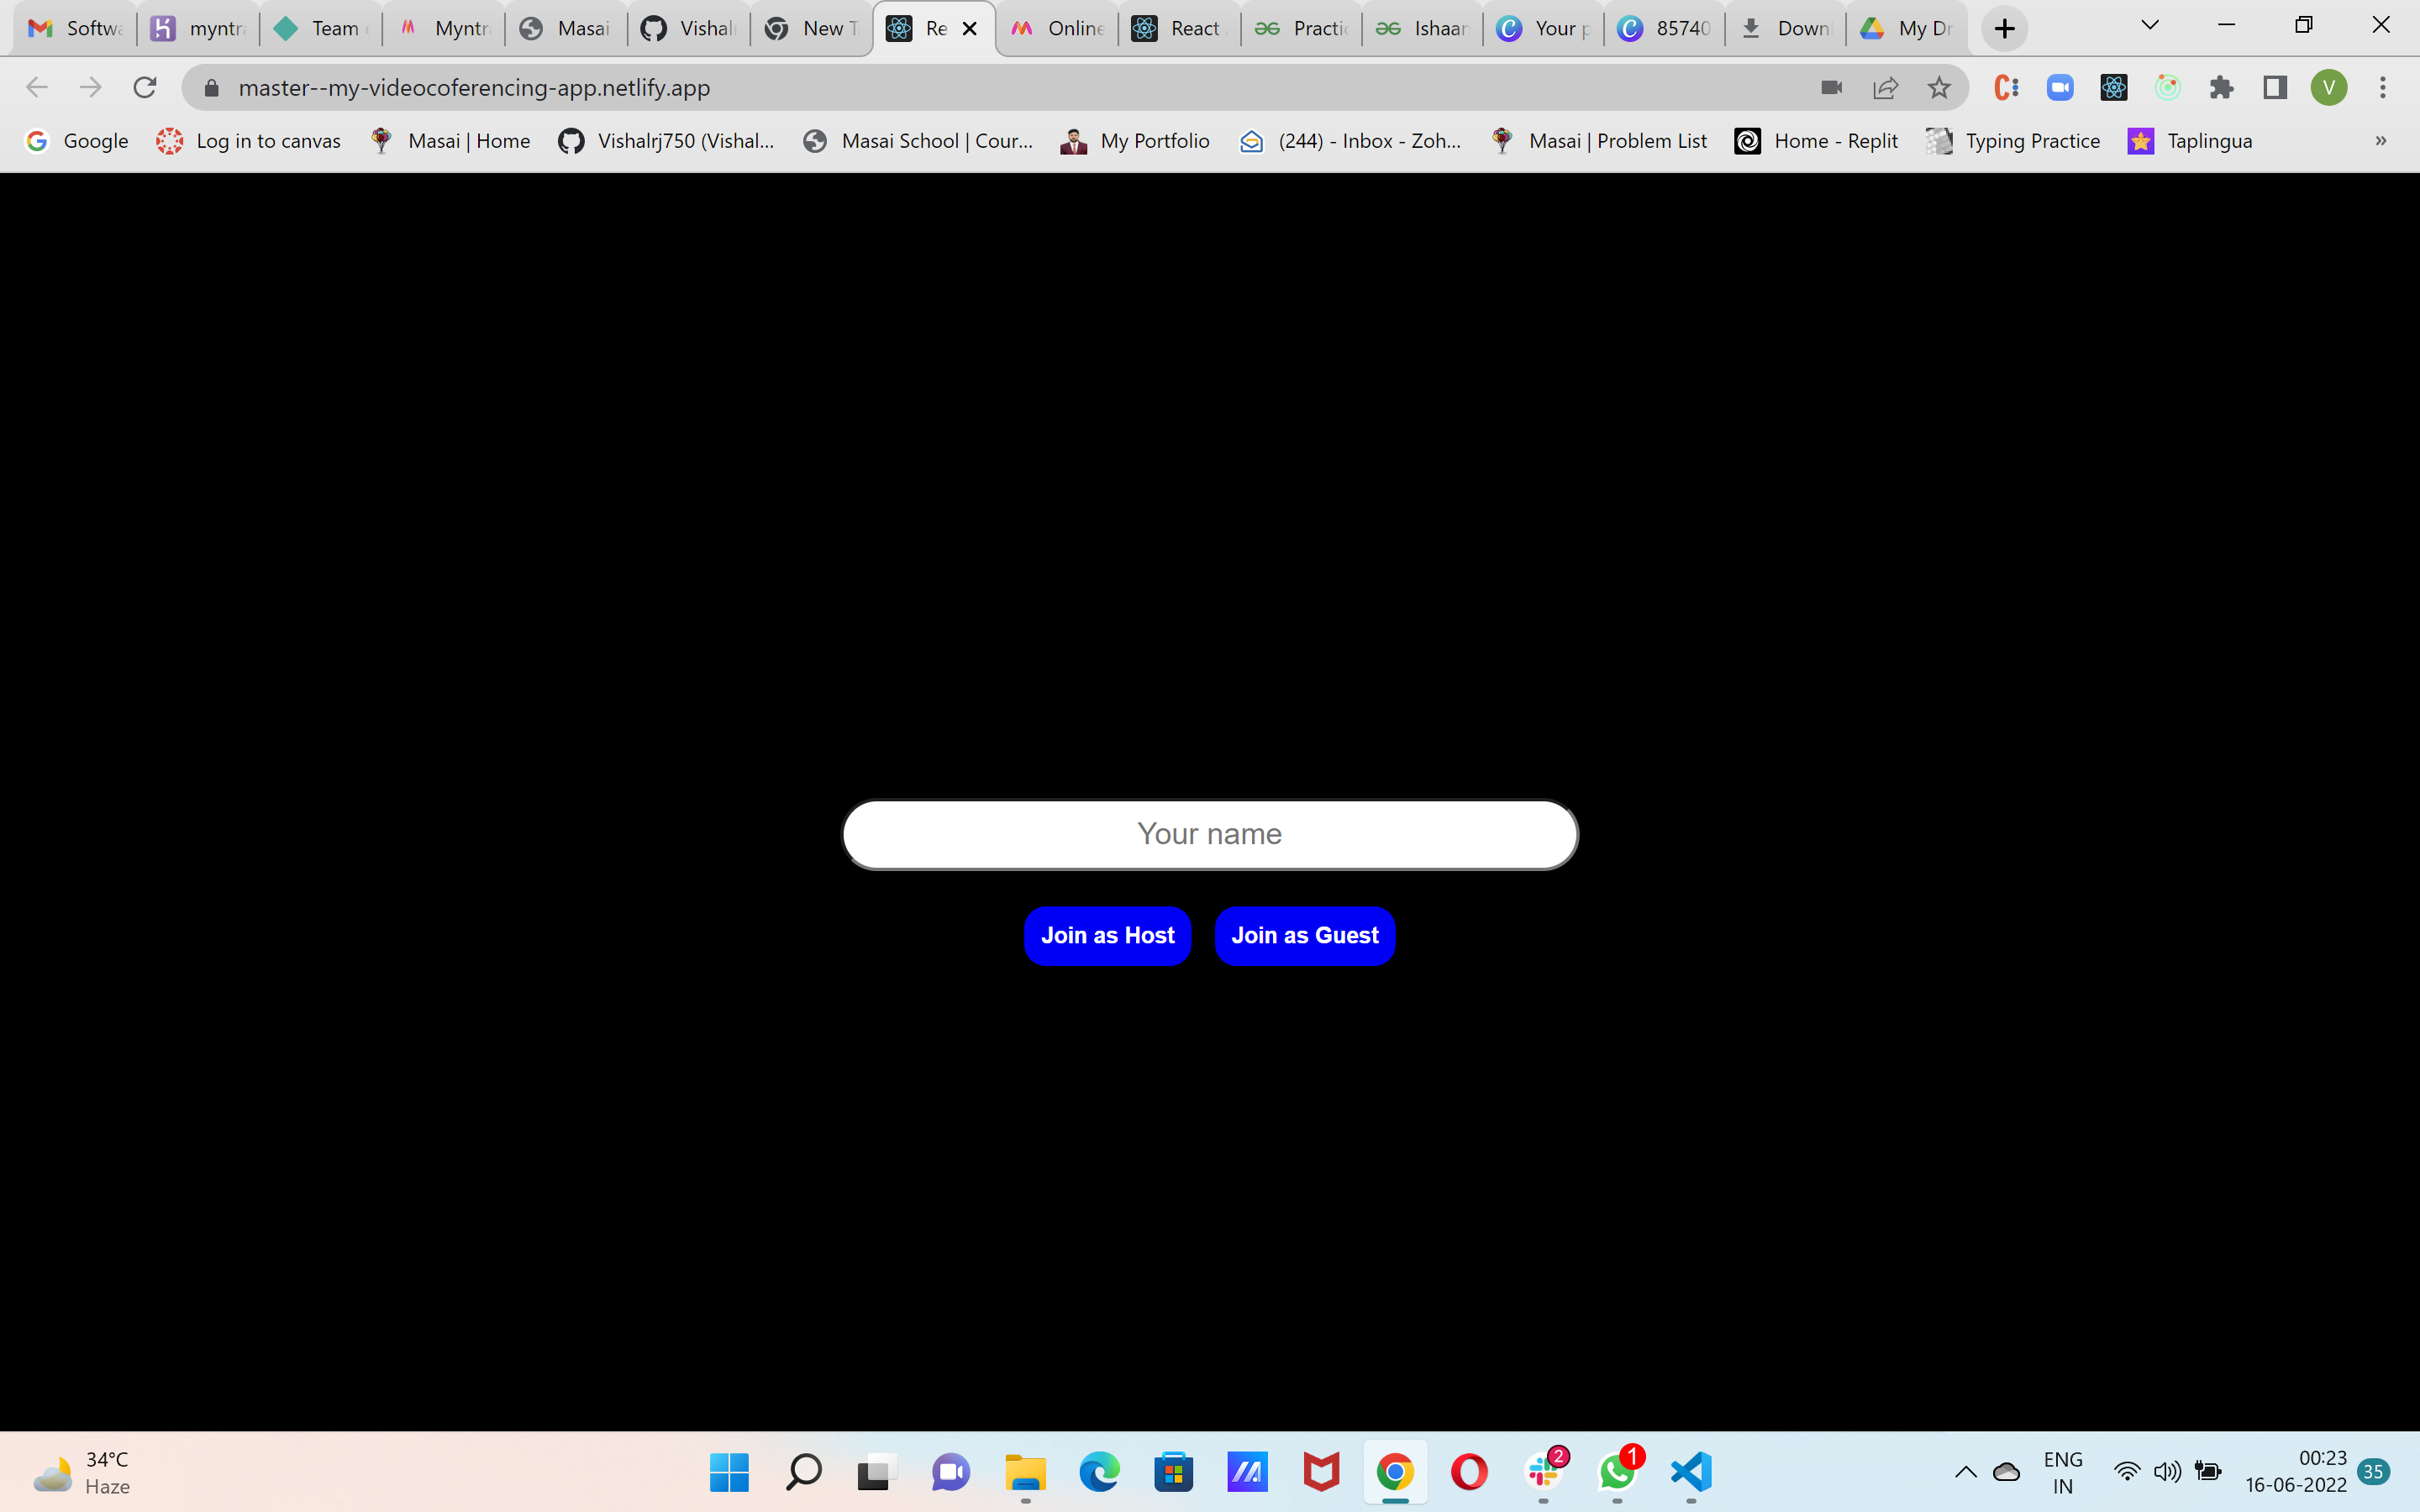 Softw
myntr
Team
Myntr
Masai
Vishal
New T
Re
Online
React
Practic
Ishaar
Your p
85740
Down
My Dr
master--my-videocoferencing-app.netlify.app
V
Google
Log in to canvas
Masai | Home
Vishalrj750 (Vishal...
Masai School | Cour...
My Portfolio
(244) - Inbox - Zoh...
Masai | Problem List
Home - Replit
Typing Practice
Taplingua
»
Your name
Join as Host
Join as Guest
34°C
Haze
2
1
ENG
IN
00:23
16-06-2022
35